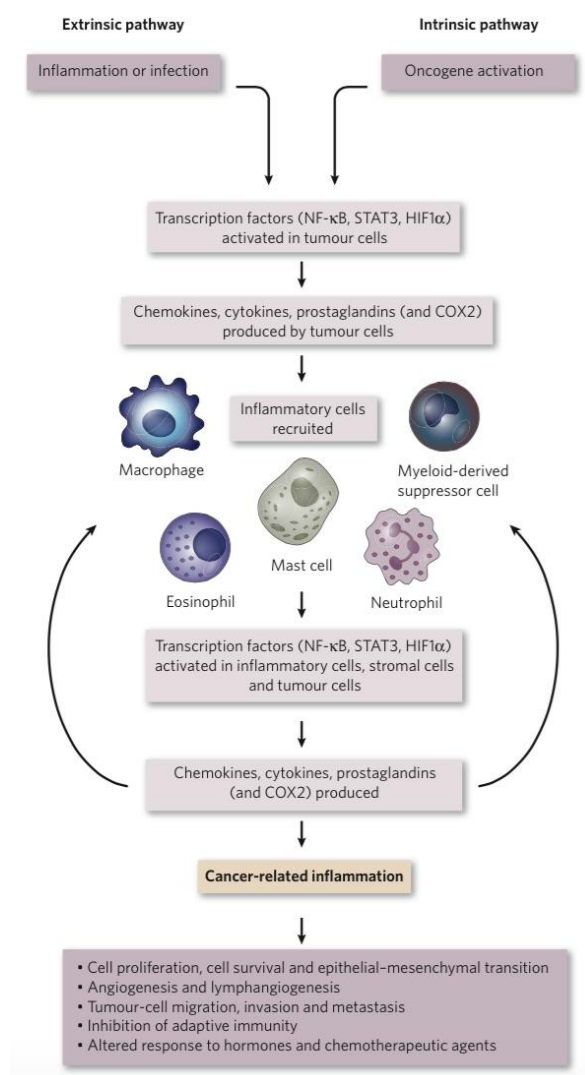 Extrinsic pathway
Intrinsic pathway
Inflammation or infection
Oncogene activation
Transcription factors (NF-κB, STAT3, HIF1α)
activated in tumour cells
Chemokines, cytokines, prostaglandins (and COX2)
produced by tumour cells
Inflammatory cells
recruited
Macrophage
Myeloid-derived
suppressor cell
Mast cell
Eosinophil
Neutrophil
Transcription factors (NF-κB, STAT3, HIF1α)
activated in inflammatory cells, stromal cells
and tumour cells
Chemokines, cytokines, prostaglandins
(and COX2) produced
Cancer-related inflammation
• Cell proliferation, cell survival and epithelial–mesenchymal transition
• Angiogenesis and lymphangiogenesis
• Tumour-cell migration, invasion and metastasis
• Inhibition of adaptive immunity
• Altered response to hormones and chemotherapeutic agents